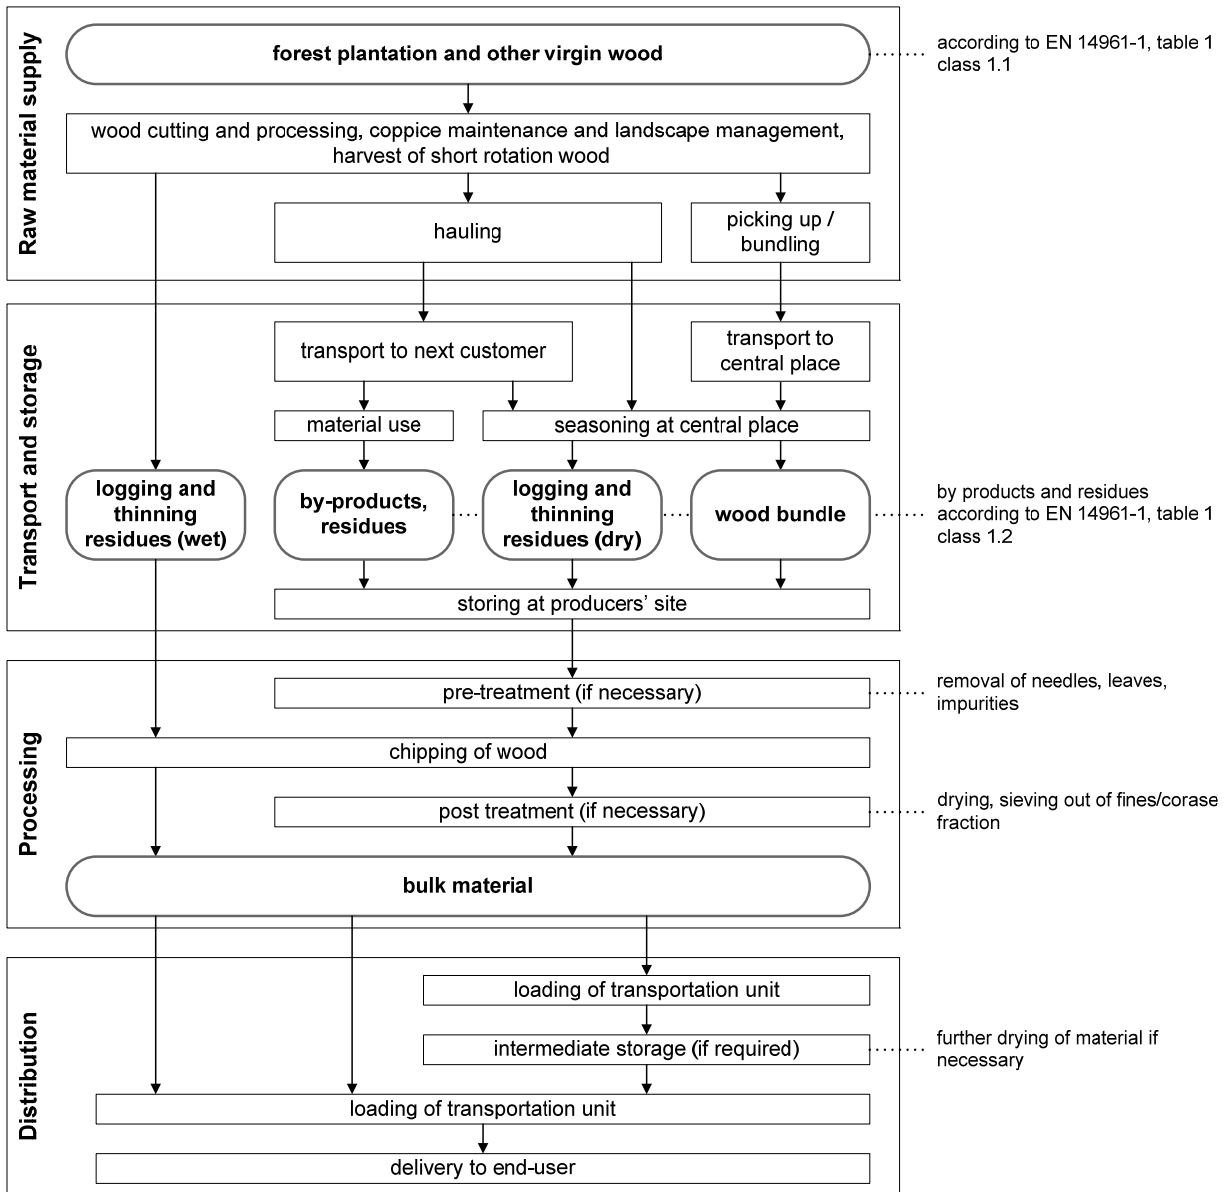 Raw material supply
forest plantation and other virgin wood
according to EN 14961-1, table 1
class 1.1
wood cutting and processing, coppice maintenance and landscape management,
harvest of short rotation wood
hauling
picking up /
bundling
Transport and storage
transport to next customer
transport to
central place
material use
seasoning at central place
logging and
thinning
residues (wet)
by-products,
residues
logging and
thinning
residues (dry)
wood bundle
by products and residues
according to EN 14961-1, table 1
class 1.2
storing at producers' site
Processing
pre-treatment (if necessary)
removal of needles, leaves,
impurities
chipping of wood
post treatment (if necessary)
drying, sieving out of fines/corase
fraction
bulk material
Distribution
loading of transportation unit
intermediate storage (if required)
further drying of material if
necessary
loading of transportation unit
delivery to end-user